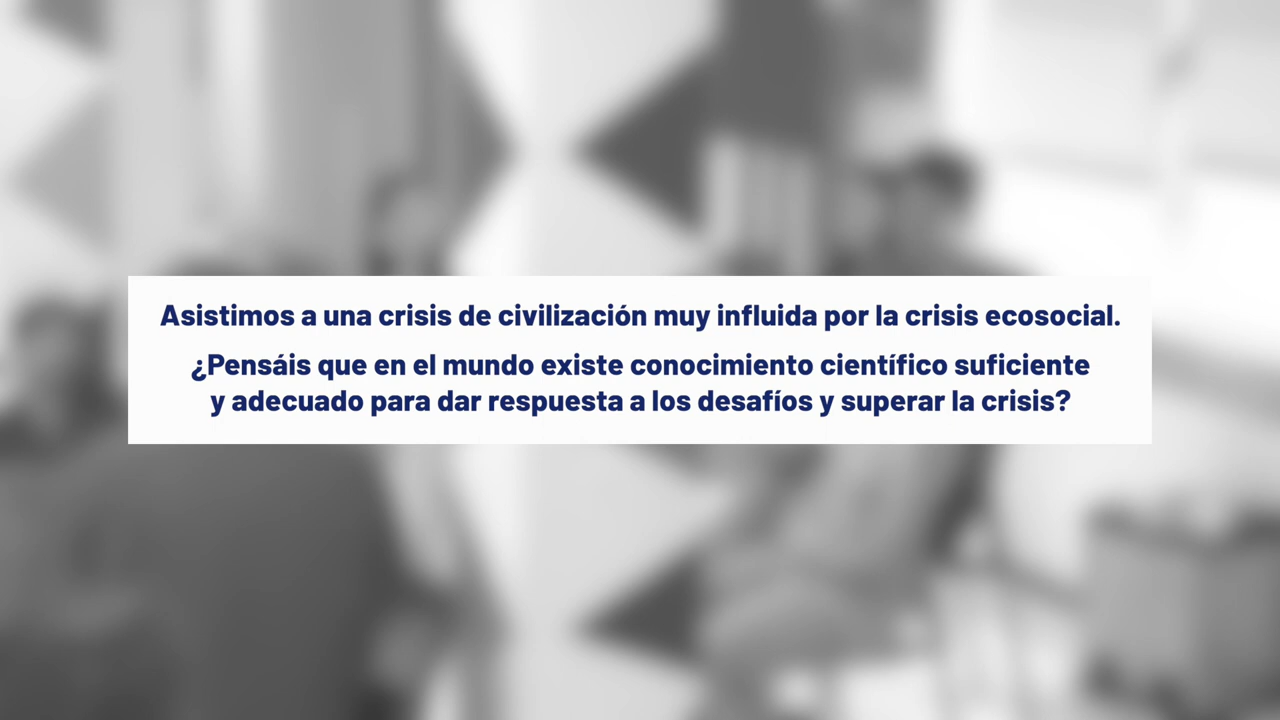 Asistimos a una crisis de civilización muy influida por la crisis ecosocial.
¿Pensáis que en el mundo existe conocimiento científico suficiente
y adecuado para dar respuesta a los desafíos y superar la crisis?